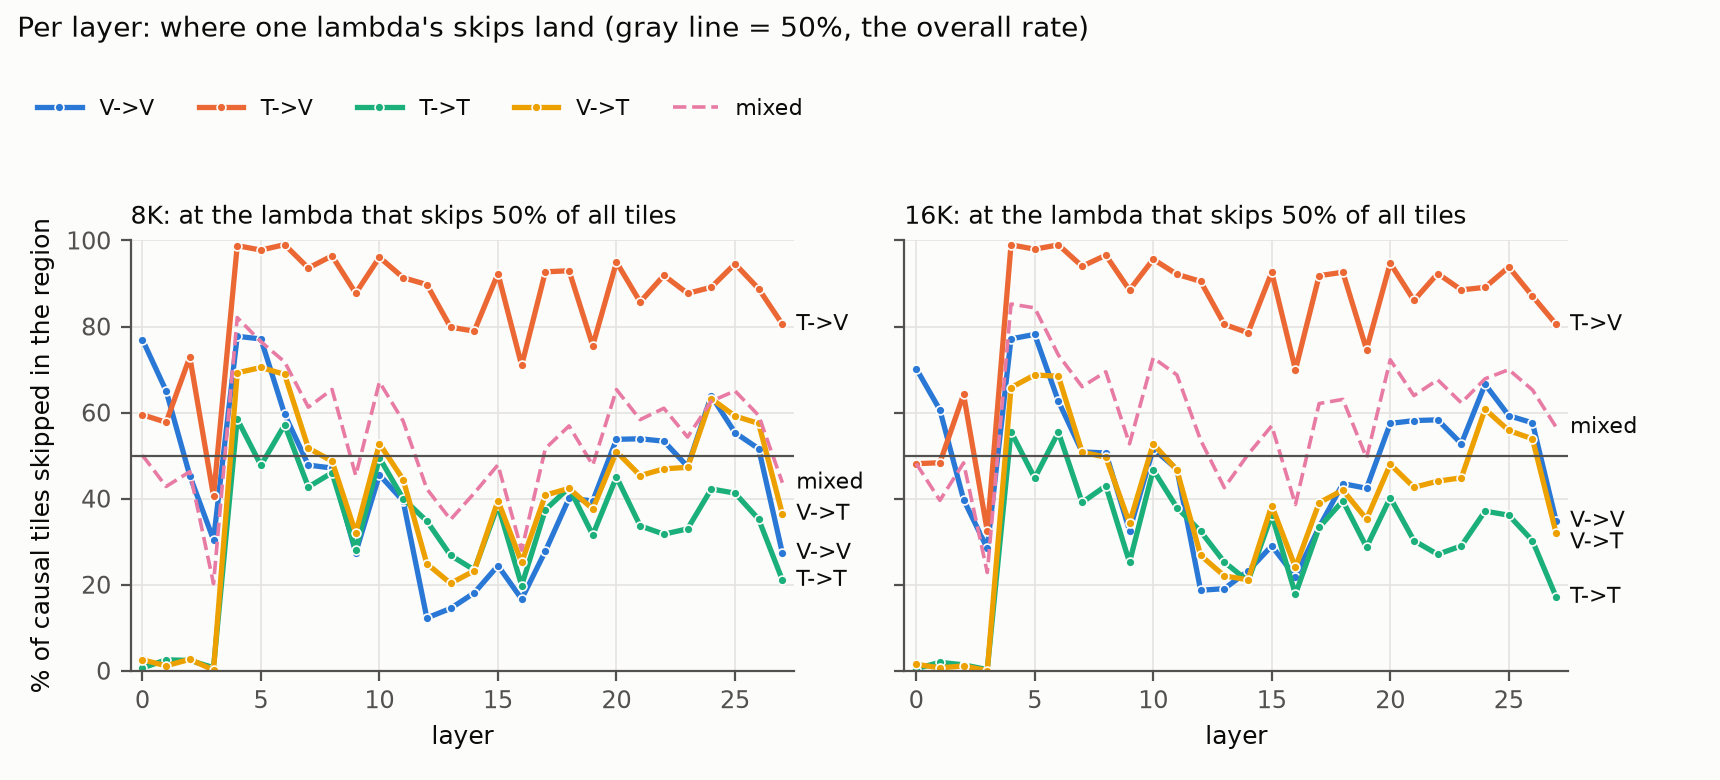 Per layer: where one lambda's skips land (gray line = 50%, the overall rate)
V->V T->V T->T V->T mixed
8K: at the lambda that skips 50% of all tiles
% of causal tiles skipped in the region
100
80
60
40
20
0
0 5 10 15 20 25
layer
T->V
mixed
V->T
V->V
T->T
16K: at the lambda that skips 50% of all tiles
0 5 10 15 20 25
layer
T->V
mixed
V->V
V->T
T->T